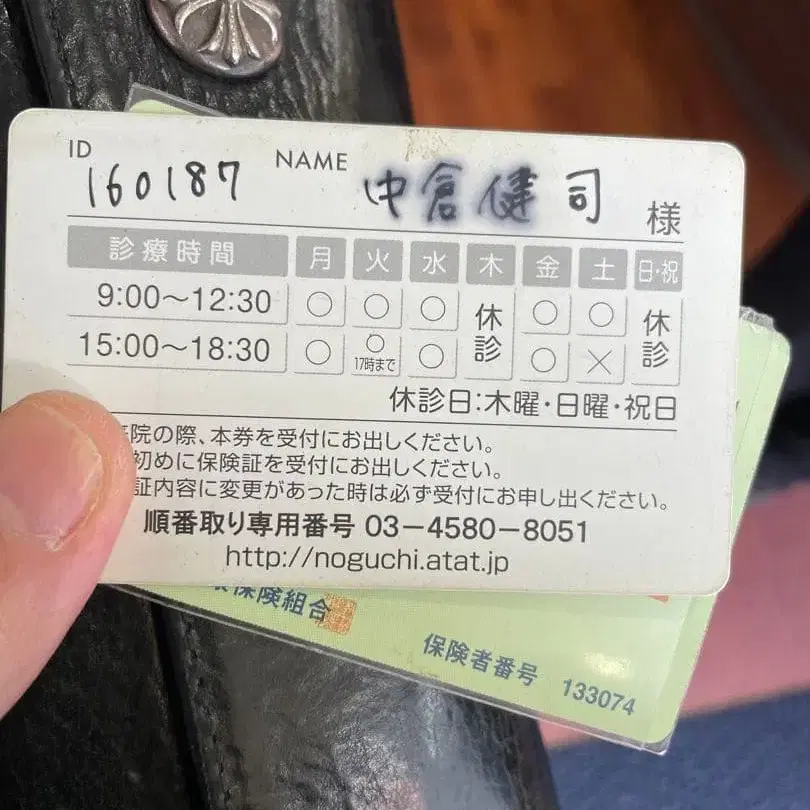 ID 160187 NAME 中倉健司 様
診療時間 月 火 水 木 金 土 日・祝
9:00～12:30 ○ ○ ○ 休診 ○ ○ 休診
15:00～18:30 ○ ○ 17時まで ○ ○ ×
休診日:木曜・日曜・祝日
院の際、本券を受付にお出しください。
初めに保険証を受付にお出しください。
証内容に変更があった時は必ず受付にお申し出ください。
順番取り専用番号 03-4580-8051
http://noguchi.atat.jp
保険組合
保険者番号 133074